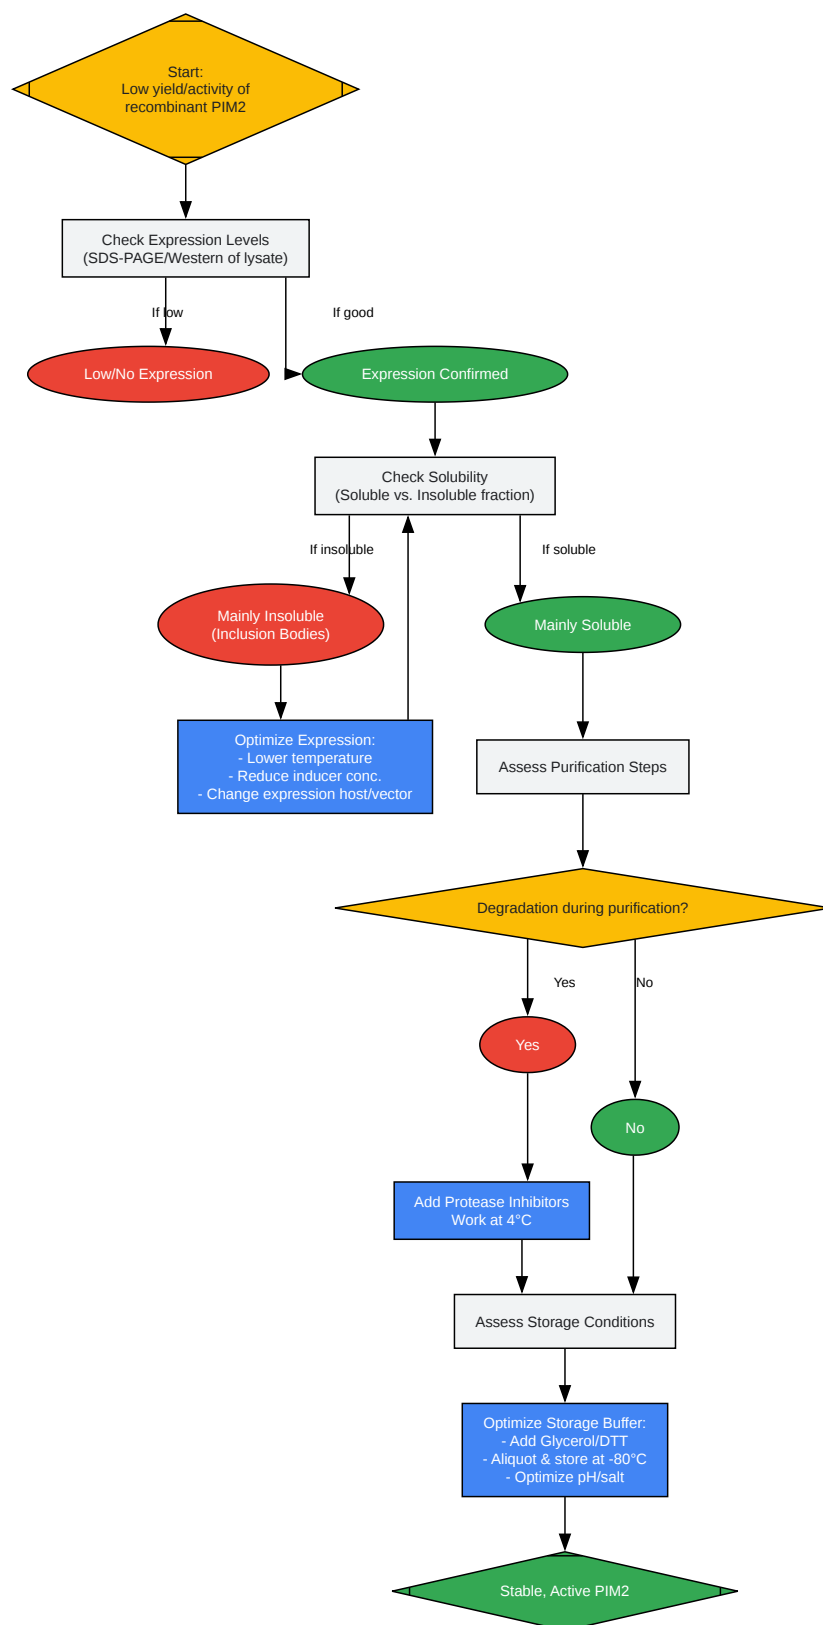 Start:
Low yield/activity of
recombinant PIM2
Check Expression Levels
(SDS-PAGE/Western of lysate)
If low
If good
Low/No Expression
Expression Confirmed
Check Solubility
(Soluble vs. Insoluble fraction)
If insoluble
If soluble
Mainly Insoluble
(Inclusion Bodies)
Mainly Soluble
Optimize Expression:
- Lower temperature
- Reduce inducer conc.
- Change expression host/vector
Assess Purification Steps
Degradation during purification?
Yes
No
Yes
No
Add Protease Inhibitors
Work at 4°C
Assess Storage Conditions
Optimize Storage Buffer:
- Add Glycerol/DTT
- Aliquot & store at -80°C
- Optimize pH/salt
Stable, Active PIM2